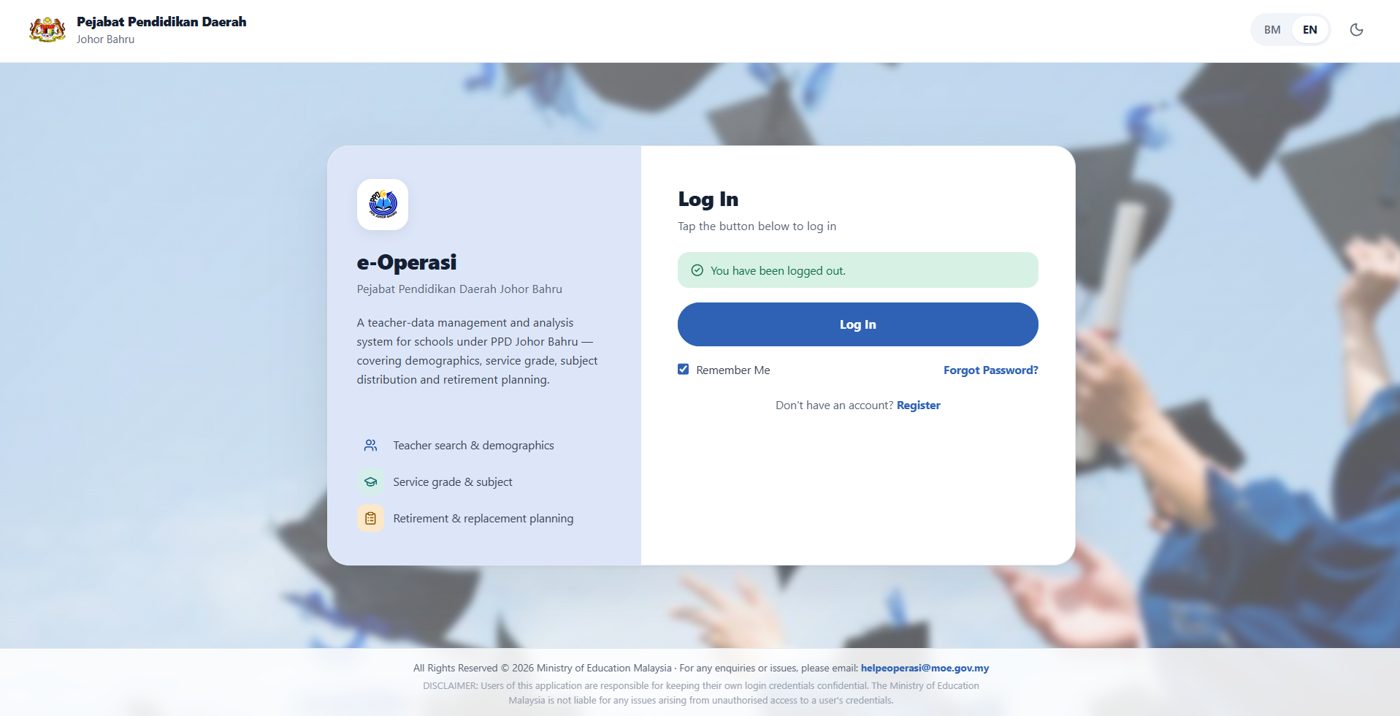 Pejabat Pendidikan Daerah
Johor Bahru
BM EN
e-Operasi
Pejabat Pendidikan Daerah Johor Bahru
A teacher-data management and analysis
system for schools under PPD Johor Bahru —
covering demographics, service grade, subject
distribution and retirement planning.
Teacher search & demographics
Service grade & subject
Retirement & replacement planning
Log In
Tap the button below to log in
You have been logged out.
Log In
Remember Me
Forgot Password?
Don't have an account? Register
All Rights Reserved © 2026 Ministry of Education Malaysia · For any enquiries or issues, please email: helpeoperasi@moe.gov.my
DISCLAIMER: Users of this application are responsible for keeping their own login credentials confidential. The Ministry of Education
Malaysia is not liable for any issues arising from unauthorised access to a user's credentials.